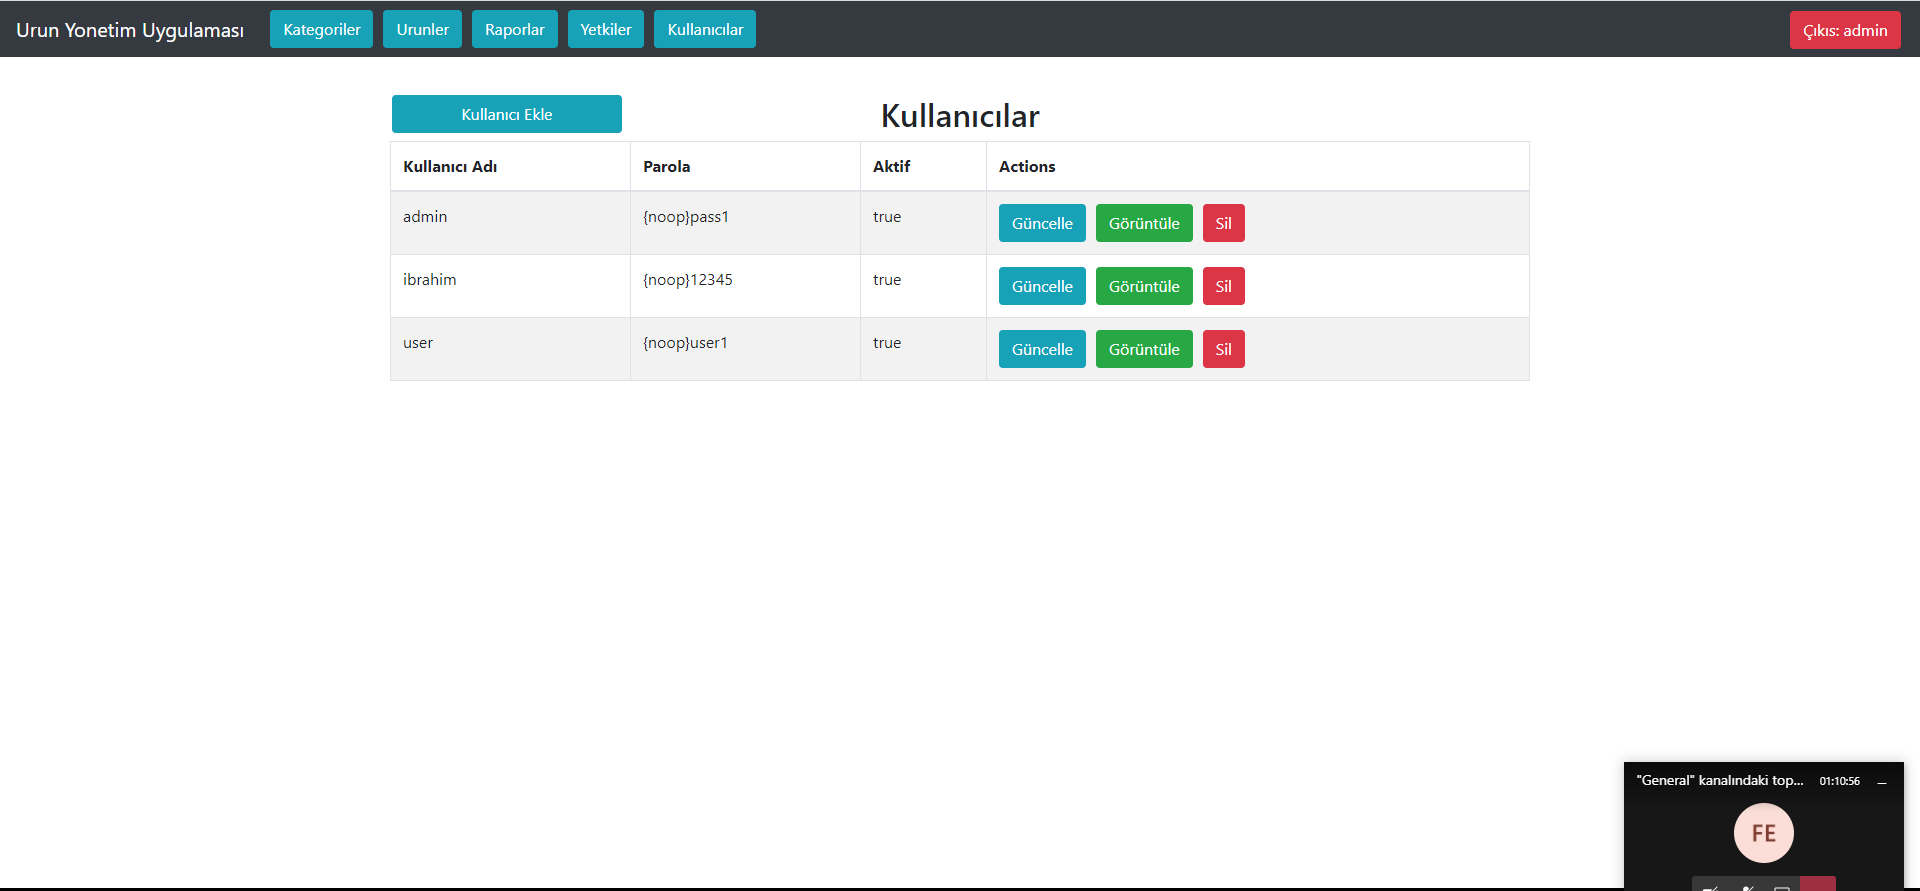 Urun Yonetim Uygulaması Kategoriler Urunler Raporlar Yetkiler Kullanıcılar Çıkıs: admin
Kullanıcı Ekle Kullanıcılar
Kullanıcı Adı Parola Aktif Actions
admin {noop}pass1 true Güncelle Görüntüle Sil
ibrahim {noop}12345 true Güncelle Görüntüle Sil
user {noop}user1 true Güncelle Görüntüle Sil
"General" kanalındaki top... 01:10:56
FE